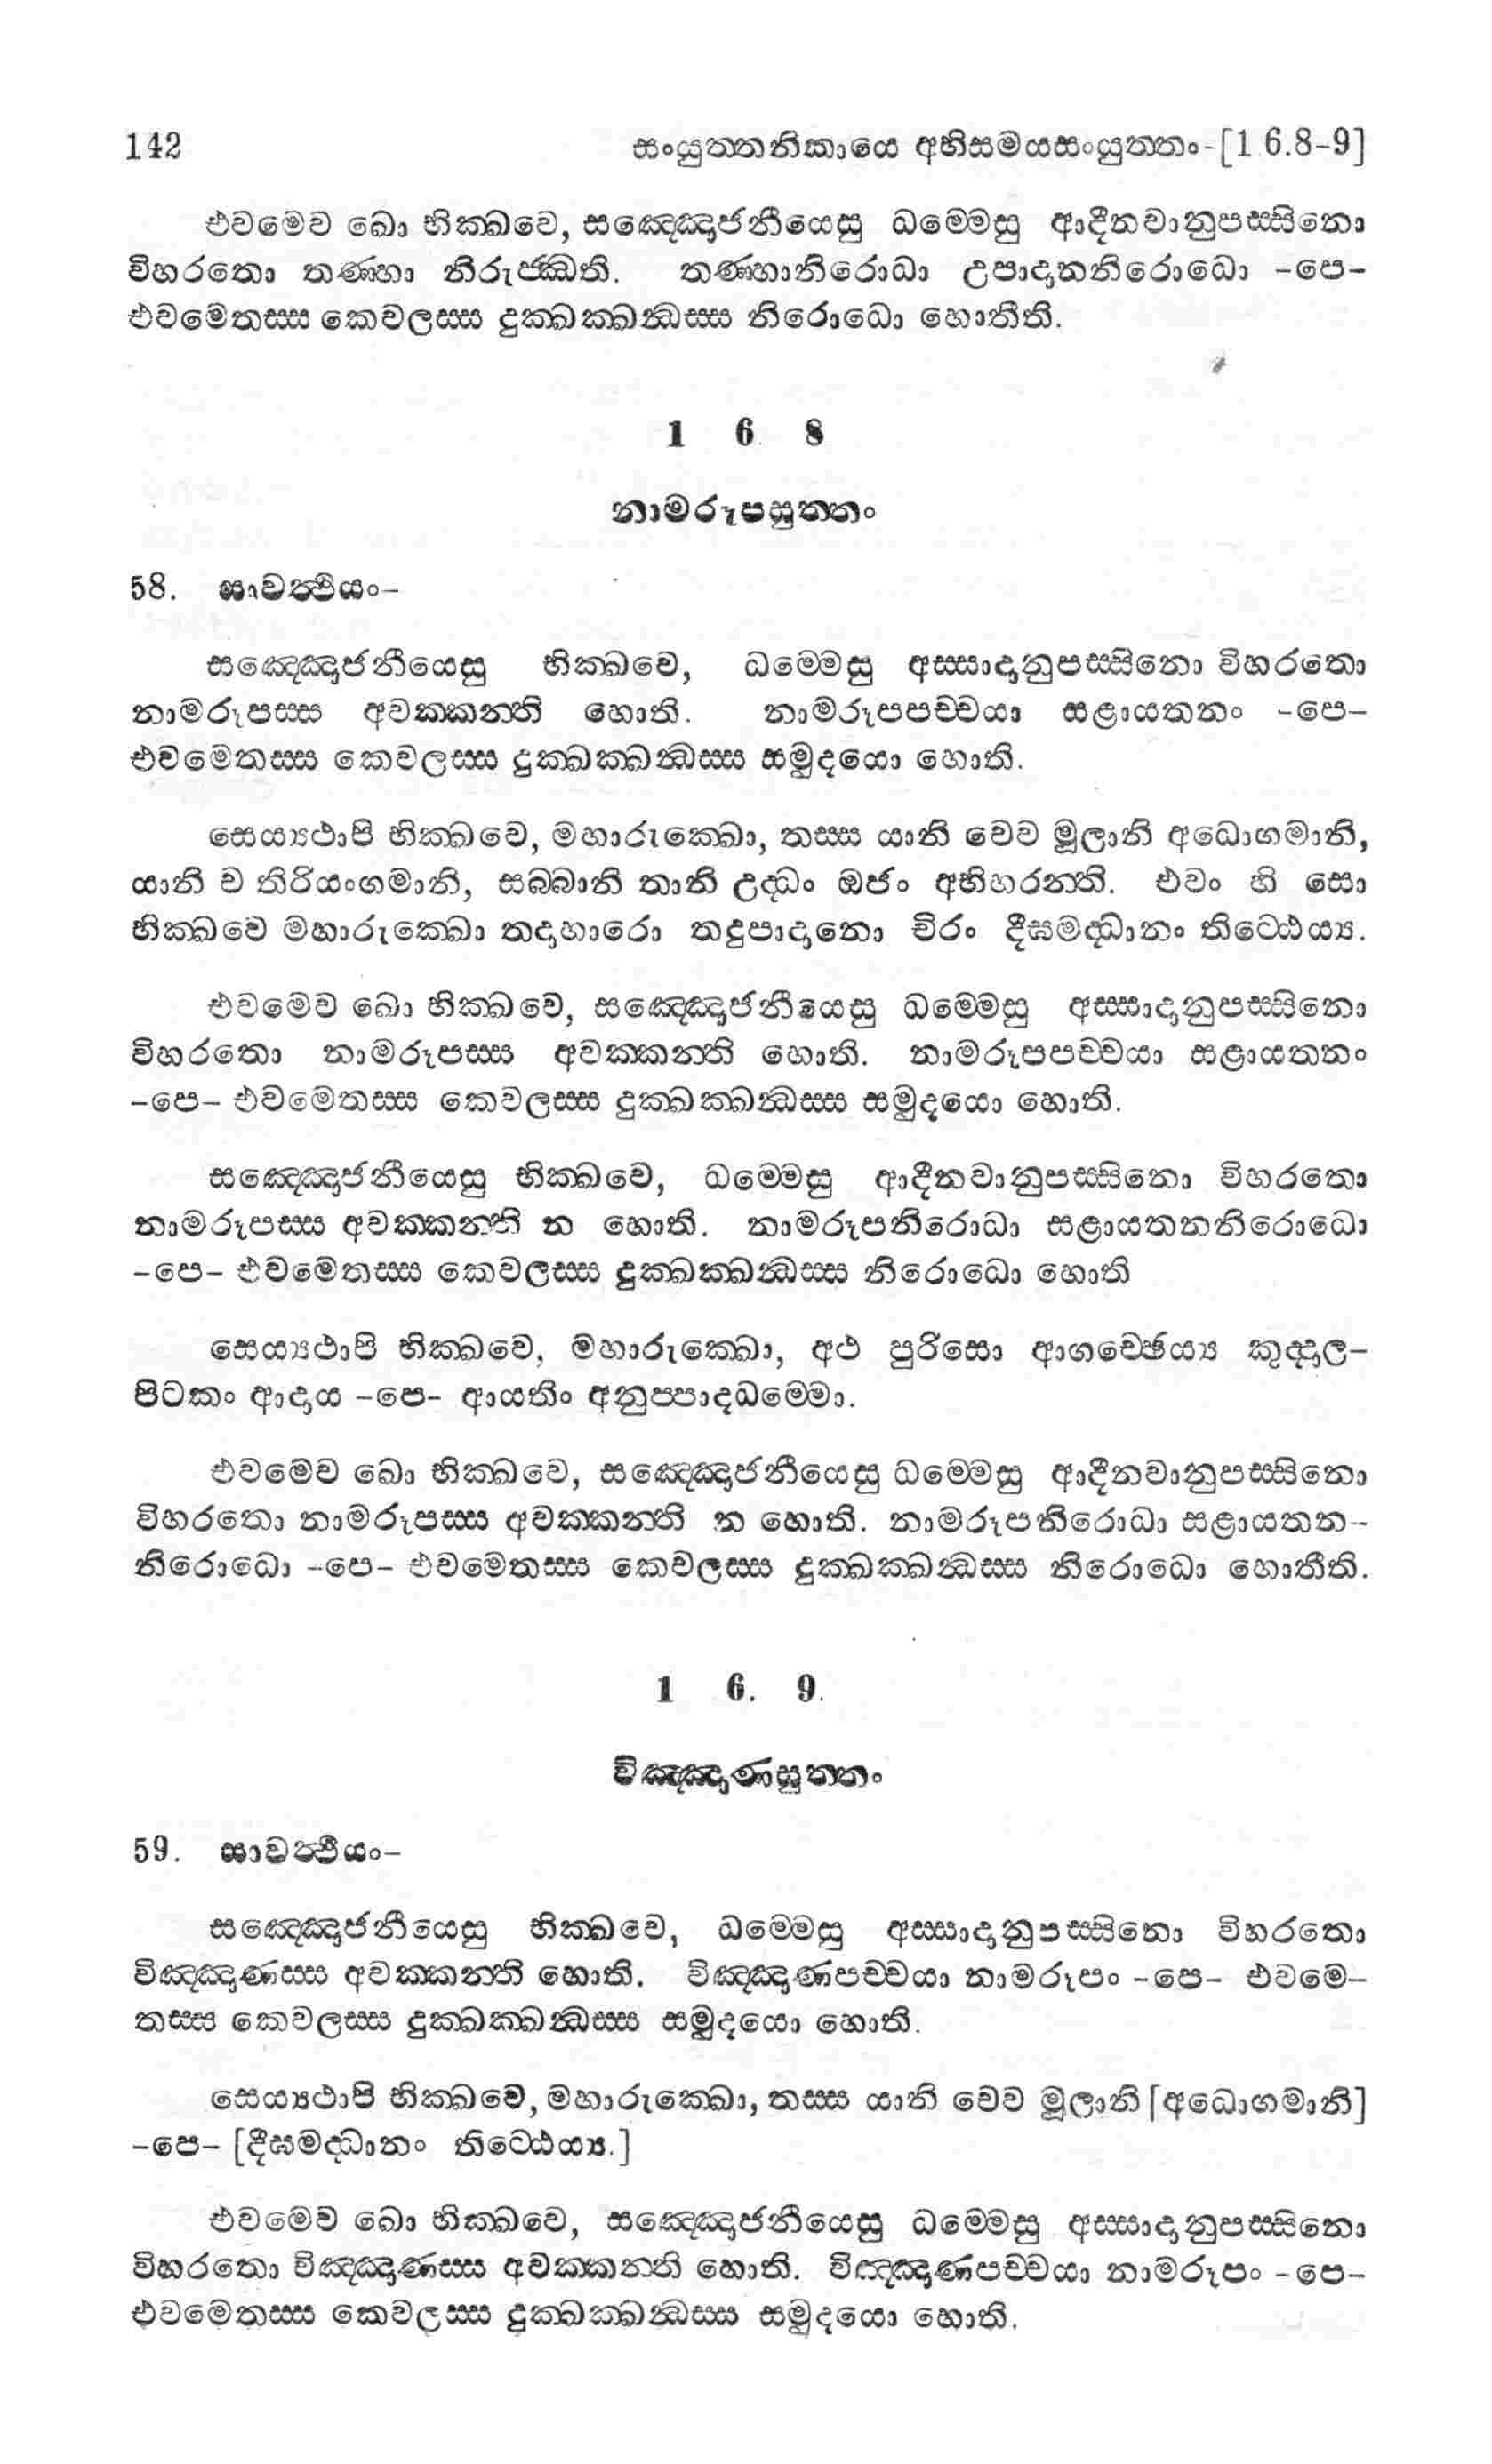 142 සංයුත්තනිකායෙ අභිසමයසංයුත්තං-[1 6.8-9]
එවමෙව ඛො භික්ඛවෙ, සඤ්ඤොජනීයෙසු ධම්මෙසු ආදීනවානුපස්සිනො
විහරතො තණ්හා නිරුජ්ඣති. තණ්හානිරොධා උපාදානනිරොධො -පෙ-
එවමෙතස්ස කෙවලස්ස දුක්ඛක්ඛන්ධස්ස නිරොධො හොතීති.
1 6 8
නාමරූපසුත්තං
58. සාවත්ථියං-
සඤ්ඤොජනීයෙසු භික්ඛවෙ, ධම්මෙසු අස්සාදානුපස්සිනො විහරතො
නාමරූපස්ස අවක්කන්ති හොති. නාමරූපපච්චයා සළායතනං -පෙ-
එවමෙතස්ස කෙවලස්ස දුක්ඛක්ඛන්ධස්ස සමුදයො හොති.
සෙය්‍යථාපි භික්ඛවෙ, මහාරුක්ඛො, තස්ස යානි චෙව මූලානි අධොගමානි,
යානි ච තිරියංගමානි, සබ්බානි තානි උද්ධං ඔජං අභිහරන්ති. එවං හි සො
භික්ඛවෙ මහාරුක්ඛො තදාහාරො තදුපාදානො චිරං දීඝමද්ධානං තිට්ඨෙය්‍ය.
එවමෙව ඛො භික්ඛවෙ, සඤ්ඤොජනීයෙසු ධම්මෙසු අස්සාදානුපස්සිනො
විහරතො නාමරූපස්ස අවක්කන්ති හොති. නාමරූපපච්චයා සළායතනං
-පෙ- එවමෙතස්ස කෙවලස්ස දුක්ඛක්ඛන්ධස්ස සමුදයො හොති.
සඤ්ඤොජනීයෙසු භික්ඛවෙ, ධම්මෙසු ආදීනවානුපස්සිනො විහරතො
නාමරූපස්ස අවක්කන්ති න හොති. නාමරූපනිරොධා සළායතනනිරොධො
-පෙ- එවමෙතස්ස කෙවලස්ස දුක්ඛක්ඛන්ධස්ස නිරොධො හොති
සෙය්‍යථාපි භික්ඛවෙ, මහාරුක්ඛො, අථ පුරිසො ආගච්ඡෙය්‍ය කුද්දාල-
පිටකං ආදාය -පෙ- ආයතිං අනුප්පාදධම්මො.
එවමෙව ඛො භික්ඛවෙ, සඤ්ඤොජනීයෙසු ධම්මෙසු ආදීනවානුපස්සිනො
විහරතො නාමරූපස්ස අවක්කන්ති න හොති. නාමරූපනිරොධා සළායතන-
නිරොධො -පෙ- එවමෙතස්ස කෙවලස්ස දුක්ඛක්ඛන්ධස්ස නිරොධො හොතීති.
1 6. 9.
විඤ්ඤාණසුත්තං
59. සාවත්ථියං-
සඤ්ඤොජනීයෙසු භික්ඛවෙ, ධම්මෙසු අස්සාදානුපස්සිනො විහරතො
විඤ්ඤාණස්ස අවක්කන්ති හොති. විඤ්ඤාණපච්චයා නාමරූපං -පෙ- එවමෙ-
තස්ස කෙවලස්ස දුක්ඛක්ඛන්ධස්ස සමුදයො හොති.
සෙය්‍යථාපි භික්ඛවෙ, මහාරුක්ඛො, තස්ස යානි චෙව මූලානි [අධොගමානි]
-පෙ- [දීඝමද්ධානං තිට්ඨෙය්‍ය.]
එවමෙව ඛො භික්ඛවෙ, සඤ්ඤොජනීයෙසු ධම්මෙසු අස්සාදානුපස්සිනො
විහරතො විඤ්ඤාණස්ස අවක්කන්ති හොති. විඤ්ඤාණපච්චයා නාමරූපං -පෙ-
එවමෙතස්ස කෙවලස්ස දුක්ඛක්ඛන්ධස්ස සමුදයො හොති.